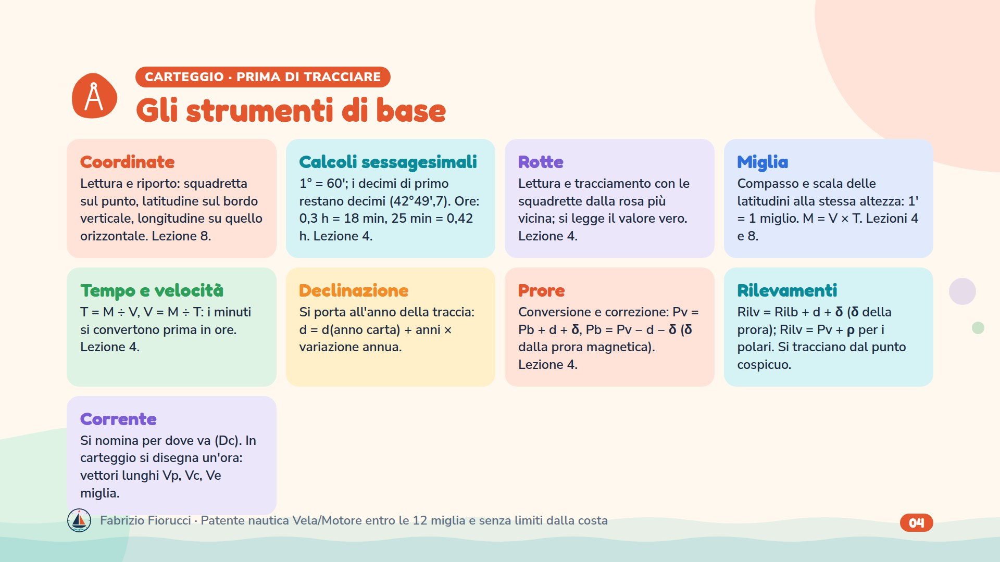 CARTEGGIO · PRIMA DI TRACCIARE
Gli strumenti di base
Coordinate
Lettura e riporto: squadretta
sul punto, latitudine sul bordo
verticale, longitudine su quello
orizzontale. Lezione 8.
Calcoli sessagesimali
1° = 60'; i decimi di primo
restano decimi (42°49',7). Ore:
0,3 h = 18 min, 25 min = 0,42
h. Lezione 4.
Rotte
Lettura e tracciamento con le
squadrette dalla rosa più
vicina; si legge il valore vero.
Lezione 4.
Miglia
Compasso e scala delle
latitudini alla stessa altezza: 1'
= 1 miglio. M = V × T. Lezioni 4
e 8.
Tempo e velocità
T = M ÷ V, V = M ÷ T: i minuti
si convertono prima in ore.
Lezione 4.
Declinazione
Si porta all'anno della traccia:
d = d(anno carta) + anni ×
variazione annua.
Prore
Conversione e correzione: Pv =
Pb + d + δ, Pb = Pv − d − δ (δ
dalla prora magnetica).
Lezione 4.
Rilevamenti
Rilv = Rilb + d + δ (δ della
prora); Rilv = Pv + ρ per i
polari. Si tracciano dal punto
cospicuo.
Corrente
Si nomina per dove va (Dc). In
carteggio si disegna un'ora:
vettori lunghi Vp, Vc, Ve
miglia.
Fabrizio Fiorucci · Patente nautica Vela/Motore entro le 12 miglia e senza limiti dalla costa
04